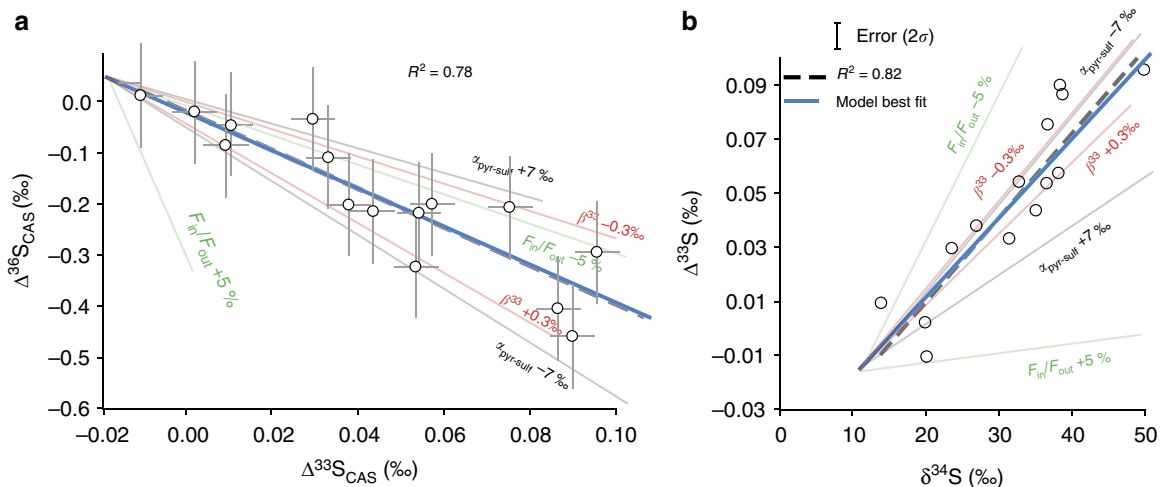 a
Δ³⁶S_CAS (‰)
0.0
−0.1
−0.2
−0.3
−0.4
−0.5
−0.6
−0.02 0.00 0.02 0.04 0.06 0.08 0.10
Δ³³S_CAS (‰)
R² = 0.78
α_pyr-sulf +7 ‰
β³³ −0.3‰
F_in/F_out −5 %
F_in/F_out +5 %
β³³ +0.3‰
α_pyr-sulf −7 ‰
b
Error (2σ)
R² = 0.82
Model best fit
Δ³³S (‰)
0.09
0.07
0.05
0.03
0.01
−0.01
−0.03
0 10 20 30 40 50
δ³⁴S (‰)
F_in/F_out −5 %
α_pyr-sulf −7 ‰
β³³ −0.3‰
β³³ +0.3‰
α_pyr-sulf +7 ‰
F_in/F_out +5 %